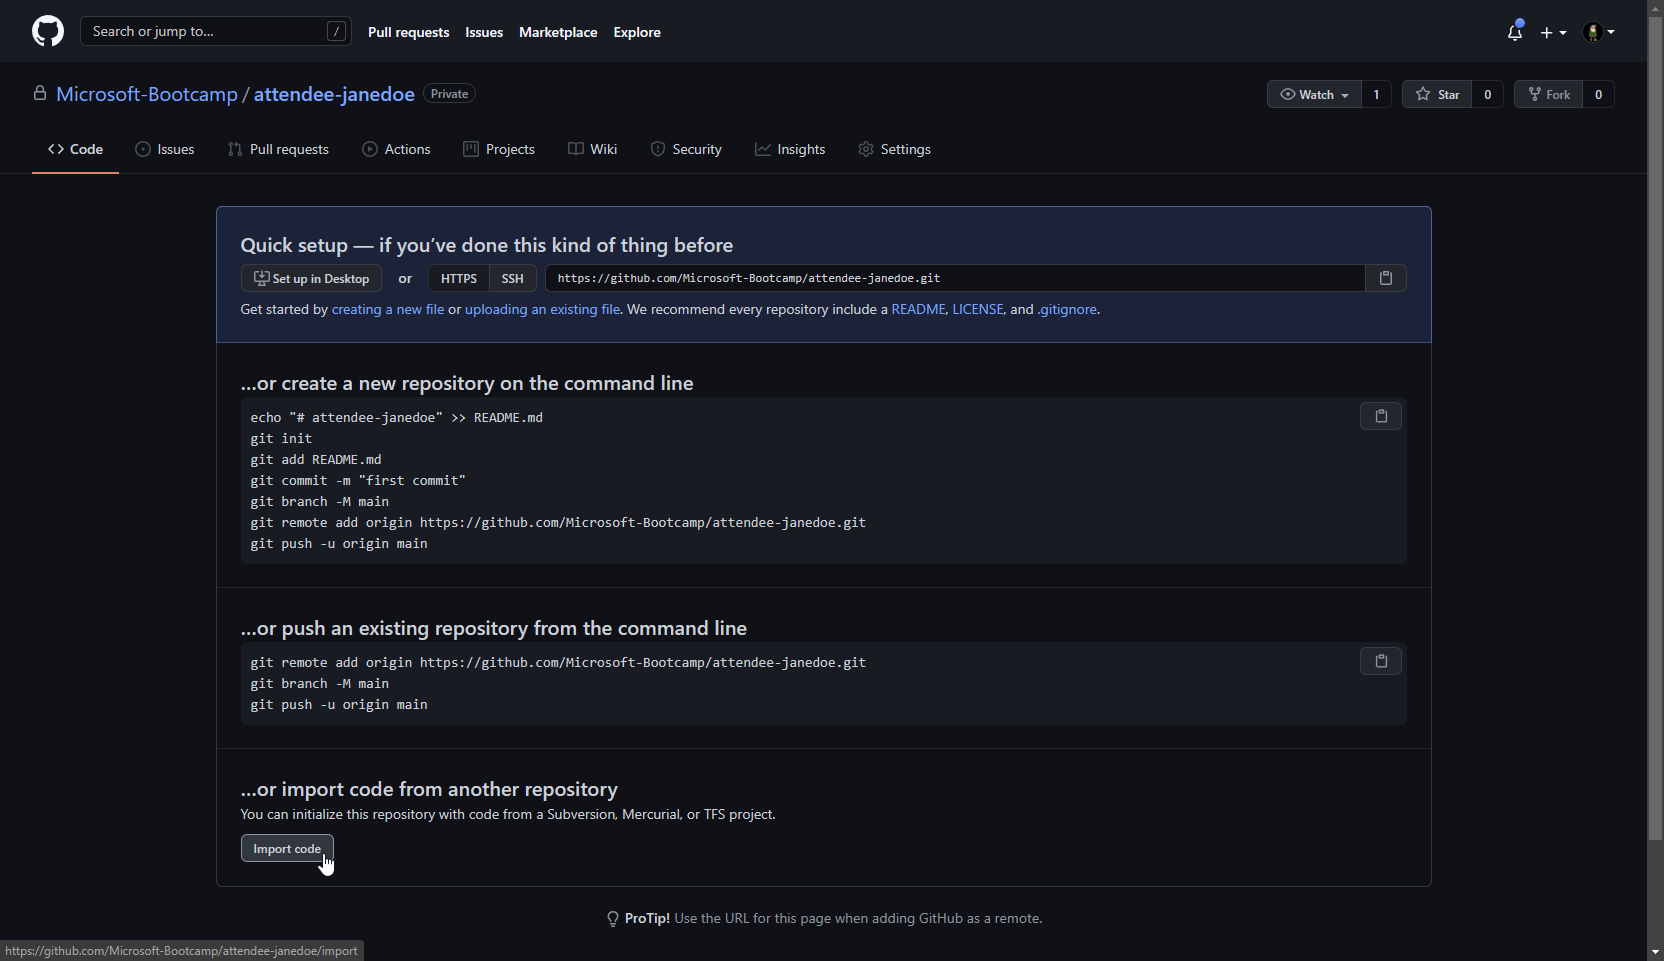 Search or jump to... /
Pull requests Issues Marketplace Explore
Microsoft-Bootcamp / attendee-janedoe Private
Watch 1 Star 0 Fork 0
Code Issues Pull requests Actions Projects Wiki Security Insights Settings
Quick setup — if you’ve done this kind of thing before
Set up in Desktop or HTTPS SSH https://github.com/Microsoft-Bootcamp/attendee-janedoe.git
Get started by creating a new file or uploading an existing file. We recommend every repository include a README, LICENSE, and .gitignore.
…or create a new repository on the command line
echo "# attendee-janedoe" >> README.md
git init
git add README.md
git commit -m "first commit"
git branch -M main
git remote add origin https://github.com/Microsoft-Bootcamp/attendee-janedoe.git
git push -u origin main
…or push an existing repository from the command line
git remote add origin https://github.com/Microsoft-Bootcamp/attendee-janedoe.git
git branch -M main
git push -u origin main
…or import code from another repository
You can initialize this repository with code from a Subversion, Mercurial, or TFS project.
Import code
ProTip! Use the URL for this page when adding GitHub as a remote.
https://github.com/Microsoft-Bootcamp/attendee-janedoe/import